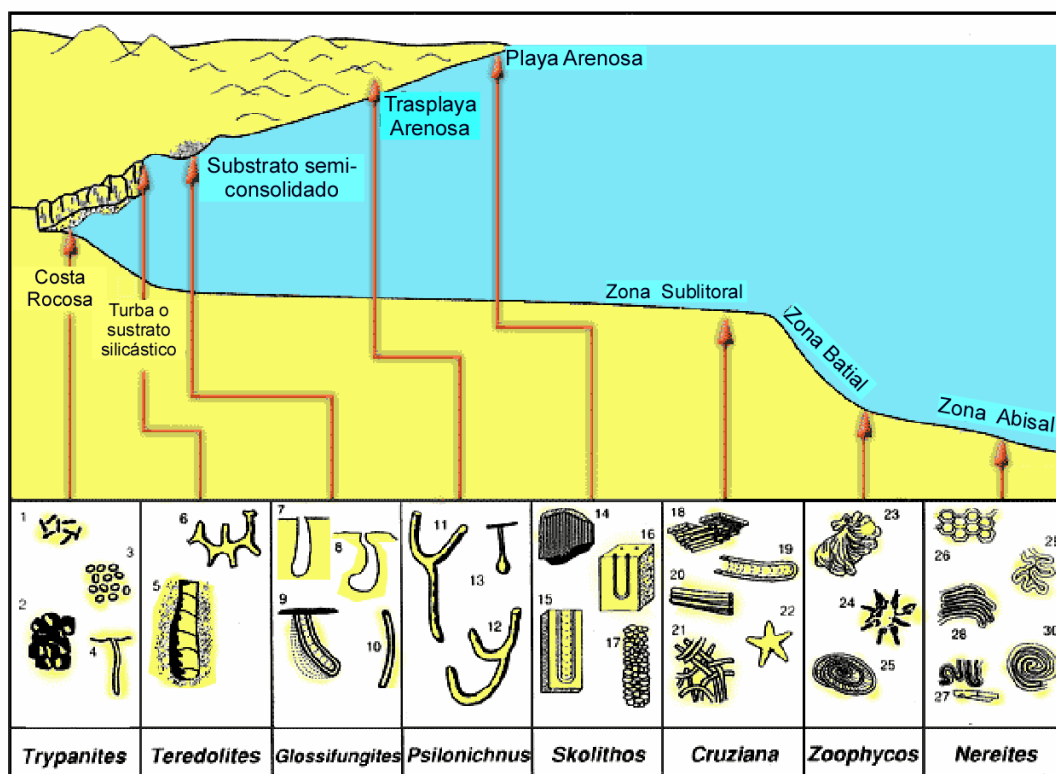 Playa Arenosa
Trasplaya
Arenosa
Substrato semi-
consolidado
Costa
Rocosa
Turba o
sustrato
silicástico
Zona Sublitoral
Zona Batial
Zona Abisal
1
2
3
4
6
5
7
8
9
10
11
13
12
14
16
15
17
18
19
20
22
21
23
24
25
26
29
28
30
27
Trypanites
Teredolites
Glossifungites
Psilonichnus
Skolithos
Cruziana
Zoophycos
Nereites